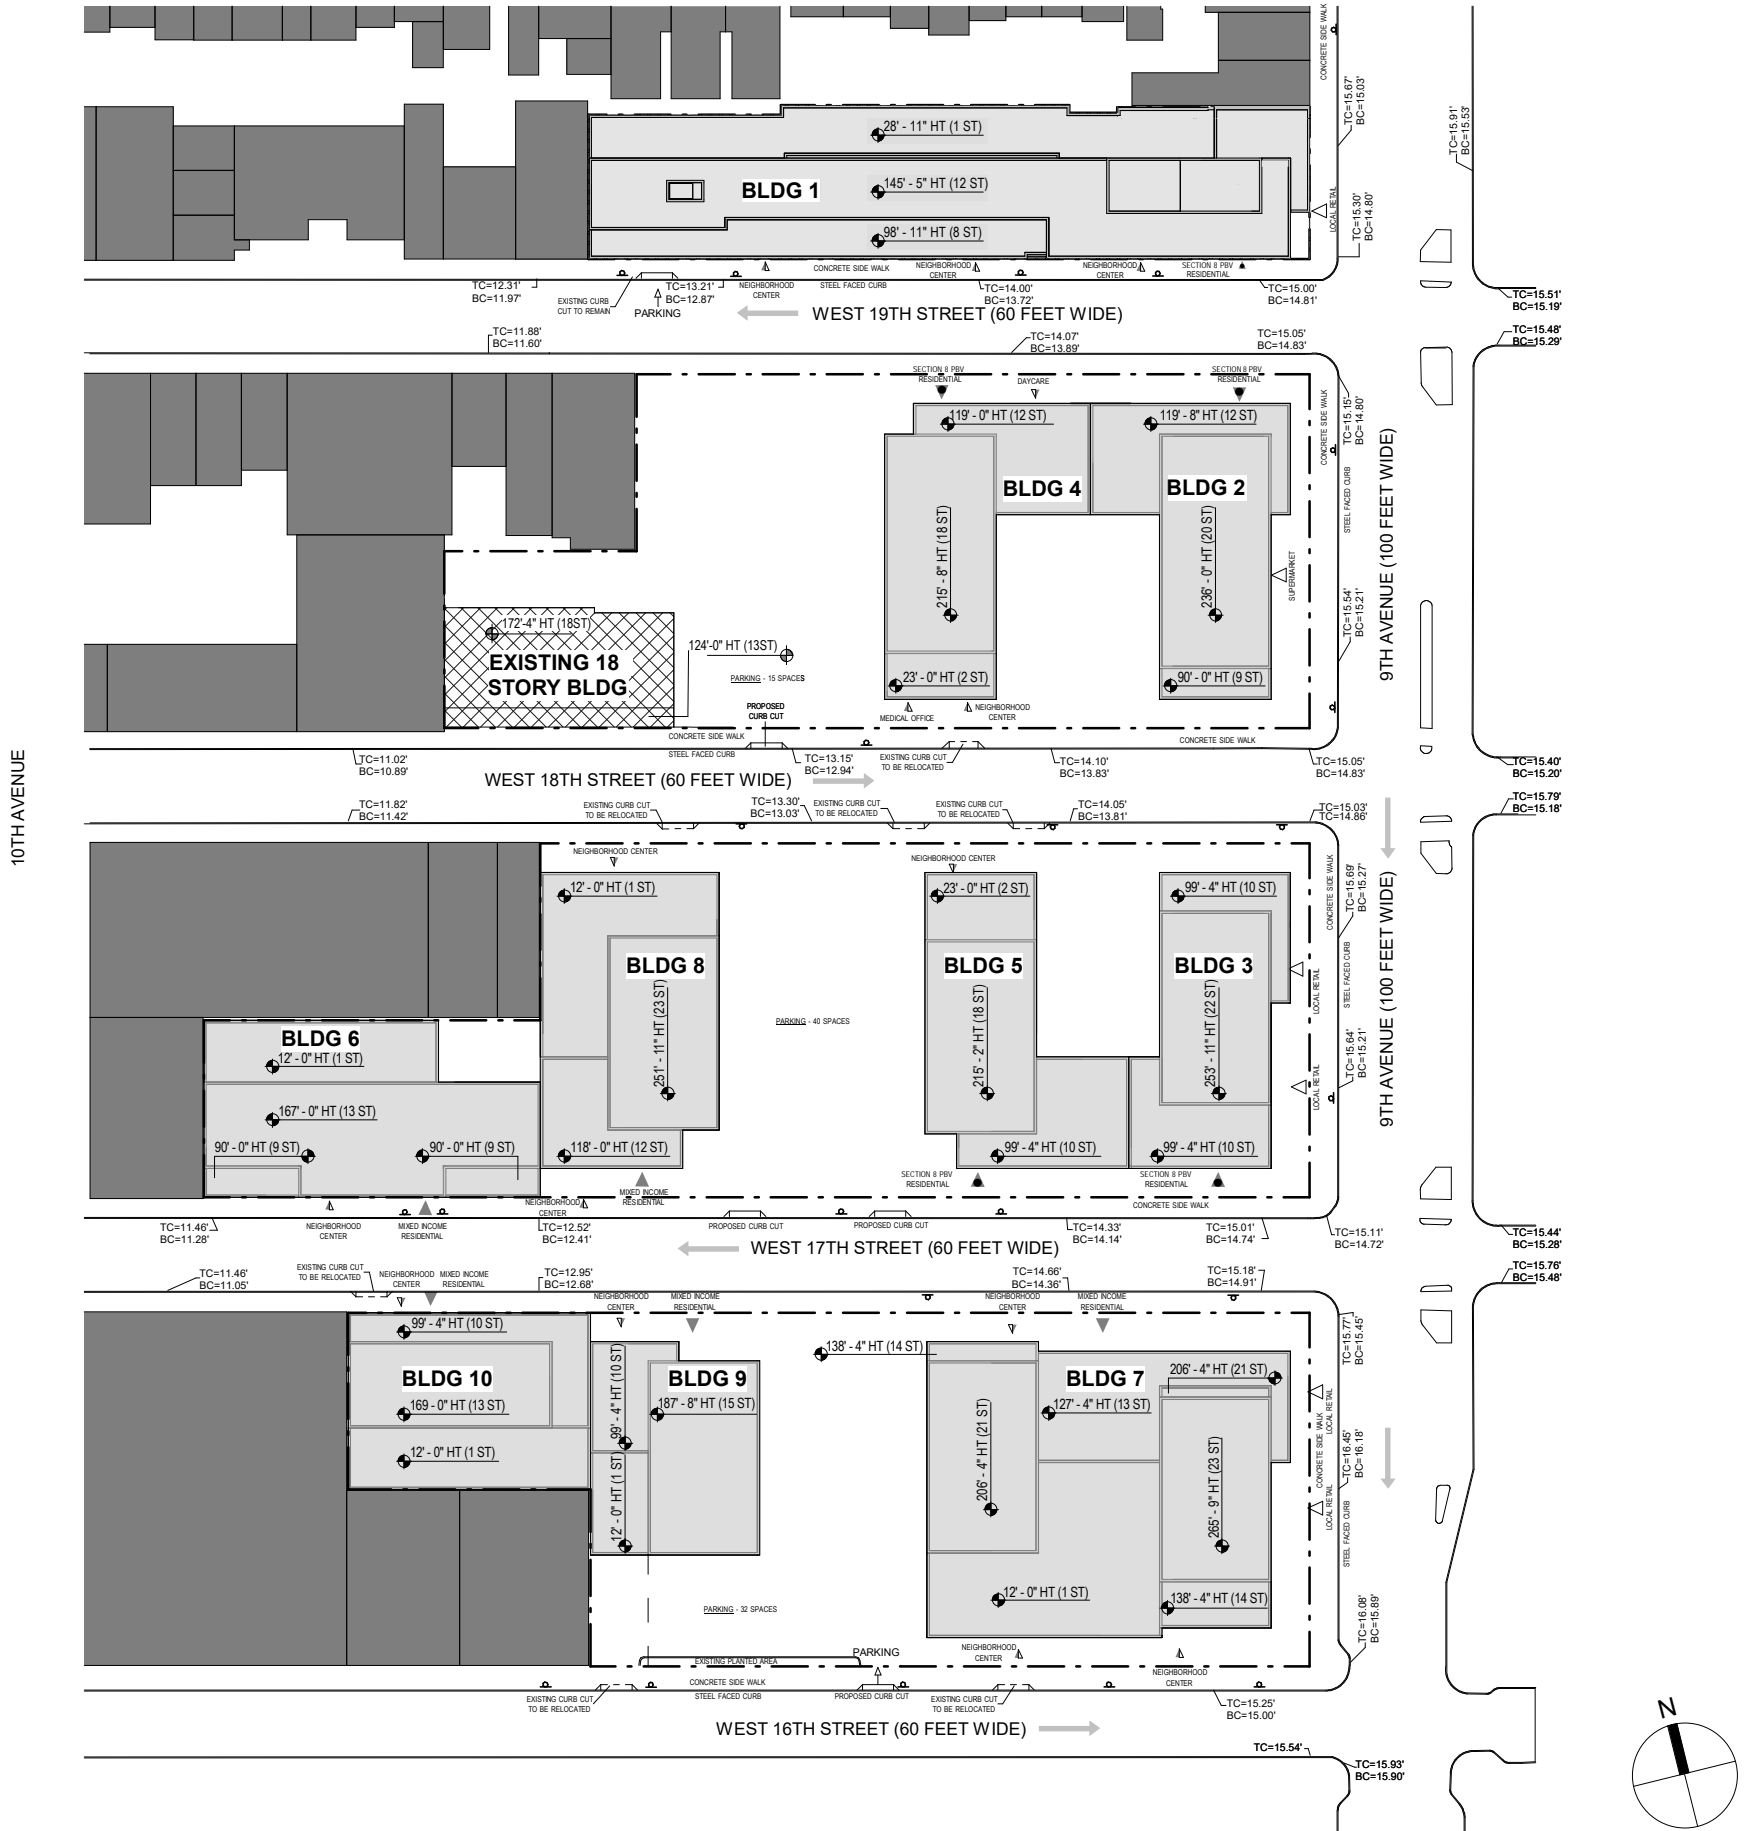 CONCRETE SIDE WALK
TC=15.67'
BC=15.03'
TC=15.91'
BC=15.53'
28' - 11" HT (1 ST)
BLDG 1
145' - 5" HT (12 ST)
98' - 11" HT (8 ST)
LOCAL RETAIL
TC=15.30'
BC=14.80'
TC=12.31'
BC=11.97'
EXISTING CURB
CUT TO REMAIN
PARKING
TC=13.21'
BC=12.87'
NEIGHBORHOOD
CENTER
CONCRETE SIDE WALK
STEEL FACED CURB
NEIGHBORHOOD
CENTER
TC=14.00'
BC=13.72'
NEIGHBORHOOD
CENTER
SECTION 8 PBV
RESIDENTIAL
TC=15.00'
BC=14.81'
TC=15.51'
BC=15.19'
WEST 19TH STREET (60 FEET WIDE)
TC=11.88'
BC=11.60'
TC=14.07'
BC=13.89'
TC=15.05'
BC=14.83'
TC=15.48'
BC=15.29'
SECTION 8 PBV
RESIDENTIAL
DAYCARE
SECTION 8 PBV
RESIDENTIAL
119' - 0" HT (12 ST)
119' - 8" HT (12 ST)
CONCRETE SIDE WALK
TC=15.15'
BC=14.80'
STEEL FACED CURB
BLDG 4
BLDG 2
215' - 8" HT (18 ST)
236' - 0" HT (20 ST)
SUPERMARKET
TC=15.54'
BC=15.21'
9TH AVENUE (100 FEET WIDE)
172'-4" HT (18ST)
EXISTING 18
STORY BLDG
124'-0" HT (13ST)
PARKING - 15 SPACES
23' - 0" HT (2 ST)
90' - 0" HT (9 ST)
PROPOSED
CURB CUT
MEDICAL OFFICE
NEIGHBORHOOD
CENTER
CONCRETE SIDE WALK
STEEL FACED CURB
CONCRETE SIDE WALK
10TH AVENUE
TC=11.02'
BC=10.89'
TC=13.15'
BC=12.94'
EXISTING CURB CUT
TO BE RELOCATED
TC=14.10'
BC=13.83'
TC=15.05'
BC=14.83'
TC=15.40'
BC=15.20'
WEST 18TH STREET (60 FEET WIDE)
TC=11.82'
BC=11.42'
EXISTING CURB CUT
TO BE RELOCATED
TC=13.30'
BC=13.03'
EXISTING CURB CUT
TO BE RELOCATED
EXISTING CURB CUT
TO BE RELOCATED
TC=14.05'
BC=13.81'
TC=15.03'
TC=14.86'
TC=15.79'
BC=15.18'
NEIGHBORHOOD CENTER
NEIGHBORHOOD CENTER
12' - 0" HT (1 ST)
23' - 0" HT (2 ST)
99' - 4" HT (10 ST)
CONCRETE SIDE WALK
TC=15.69'
BC=15.27'
BLDG 8
BLDG 5
BLDG 3
251' - 11" HT (23 ST)
215' - 2" HT (18 ST)
253' - 11" HT (22 ST)
LOCAL RETAIL
STEEL FACED CURB
9TH AVENUE (100 FEET WIDE)
PARKING - 40 SPACES
BLDG 6
12' - 0" HT (1 ST)
TC=15.64'
BC=15.21'
LOCAL RETAIL
167' - 0" HT (13 ST)
90' - 0" HT (9 ST)
90' - 0" HT (9 ST)
118' - 0" HT (12 ST)
99' - 4" HT (10 ST)
99' - 4" HT (10 ST)
SECTION 8 PBV
RESIDENTIAL
SECTION 8 PBV
RESIDENTIAL
MIXED INCOME
RESIDENTIAL
NEIGHBORHOOD
CENTER
CONCRETE SIDE WALK
TC=11.46'
BC=11.28'
NEIGHBORHOOD
CENTER
MIXED INCOME
RESIDENTIAL
TC=12.52'
BC=12.41'
PROPOSED CURB CUT
PROPOSED CURB CUT
TC=14.33'
BC=14.14'
TC=15.01'
BC=14.74'
TC=15.11'
BC=14.72'
TC=15.44'
BC=15.28'
WEST 17TH STREET (60 FEET WIDE)
TC=11.46'
BC=11.05'
EXISTING CURB CUT
TO BE RELOCATED
NEIGHBORHOOD
CENTER
MIXED INCOME
RESIDENTIAL
TC=12.95'
BC=12.68'
NEIGHBORHOOD
CENTER
MIXED INCOME
RESIDENTIAL
TC=14.66'
BC=14.36'
NEIGHBORHOOD
CENTER
MIXED INCOME
RESIDENTIAL
TC=15.18'
BC=14.91'
TC=15.76'
BC=15.48'
99' - 4" HT (10 ST)
138' - 4" HT (14 ST)
TC=15.77'
BC=15.45'
BLDG 10
BLDG 9
BLDG 7
206' - 4" HT (21 ST)
169 - 0" HT (13 ST)
99' - 4" HT (10 ST)
187' - 8" HT (15 ST)
127' - 4" HT (13 ST)
LOCAL RETAIL
CONCRETE SIDE WALK
12' - 0" HT (1 ST)
12' - 0" HT (1 ST)
206' - 4" HT (21 ST)
265' - 9" HT (23 ST)
TC=16.45'
BC=16.18'
LOCAL RETAIL
STEEL FACED CURB
12' - 0" HT (1 ST)
138' - 4" HT (14 ST)
PARKING - 32 SPACES
TC=16.08'
BC=15.89'
EXISTING PLANTED AREA
PARKING
NEIGHBORHOOD
CENTER
NEIGHBORHOOD
CENTER
CONCRETE SIDE WALK
STEEL FACED CURB
EXISTING CURB CUT
TO BE RELOCATED
PROPOSED CURB CUT
EXISTING CURB CUT
TO BE RELOCATED
TC=15.25'
BC=15.00'
WEST 16TH STREET (60 FEET WIDE)
TC=15.54'
TC=15.93'
BC=15.90'
N